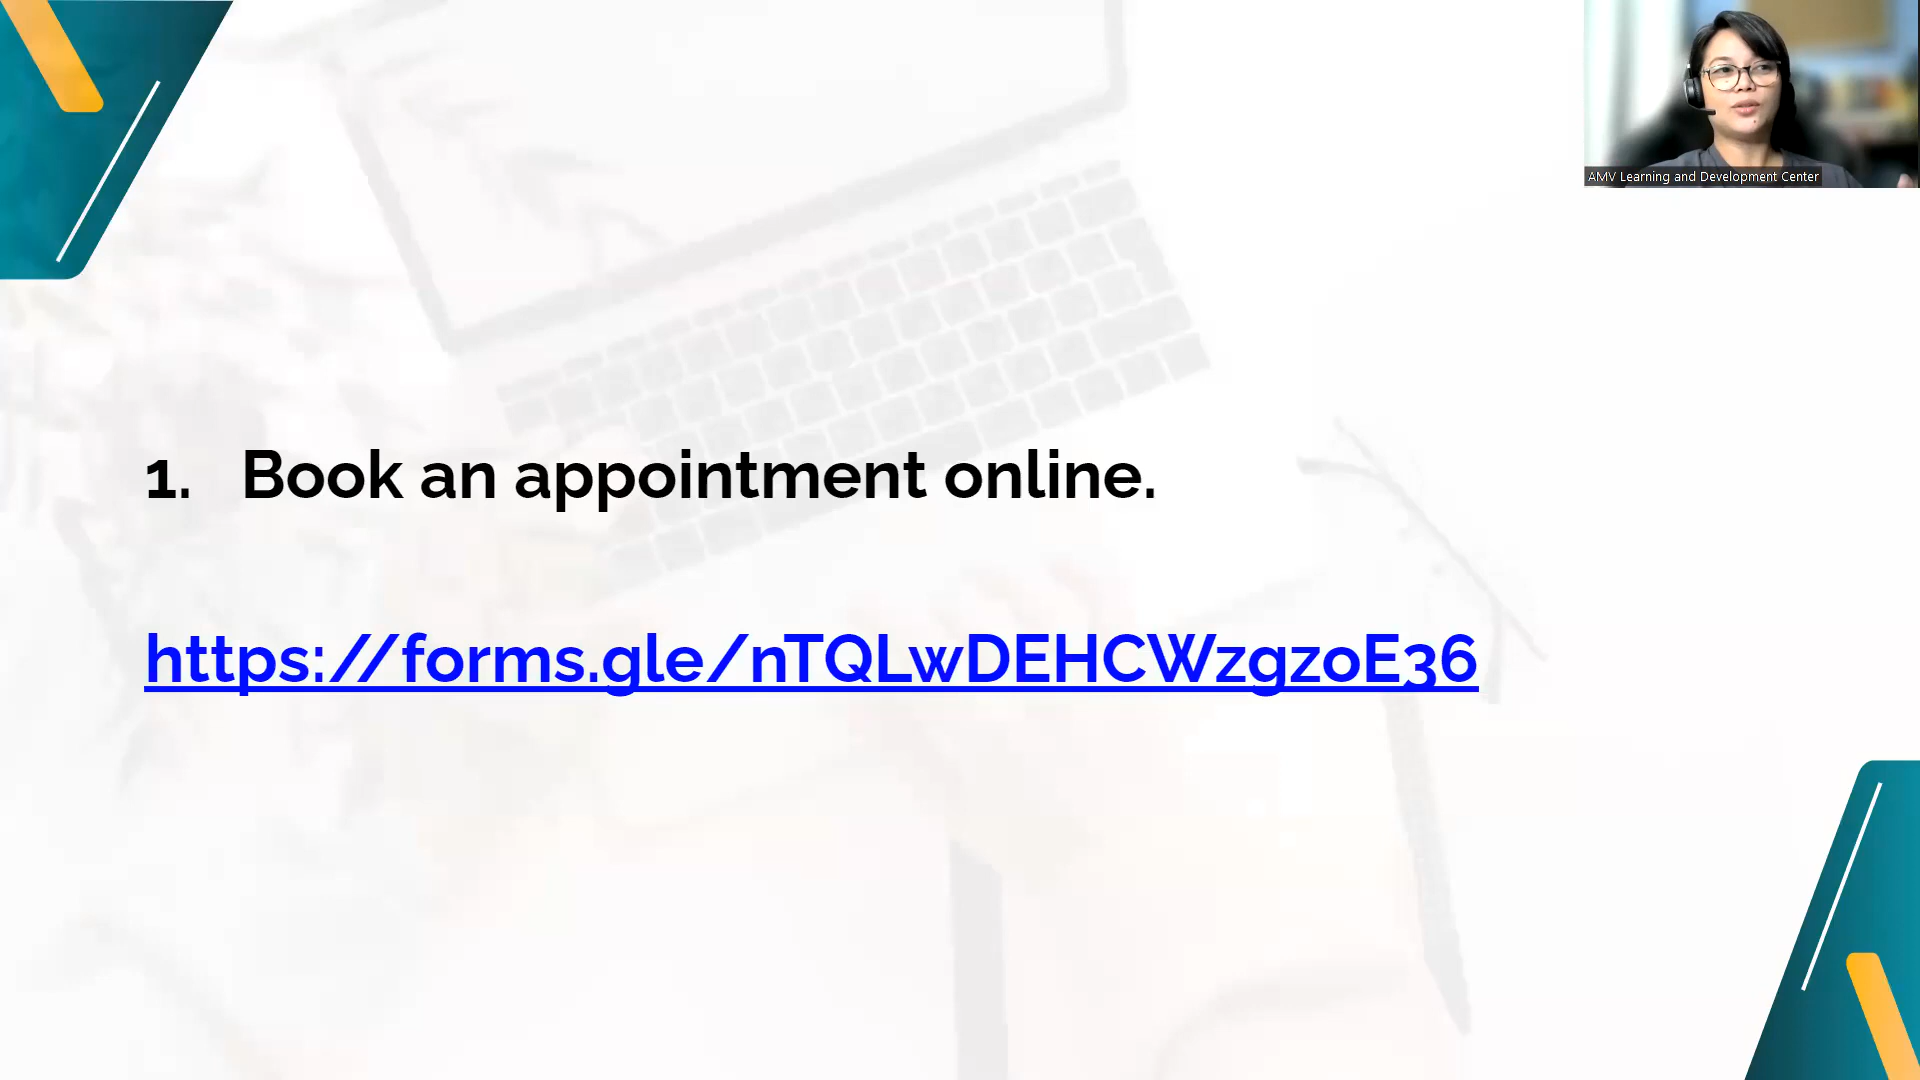 AMV Learning and Development Center
1. Book an appointment online.
https://forms.gle/nTQLwDEHCWzgzoE36